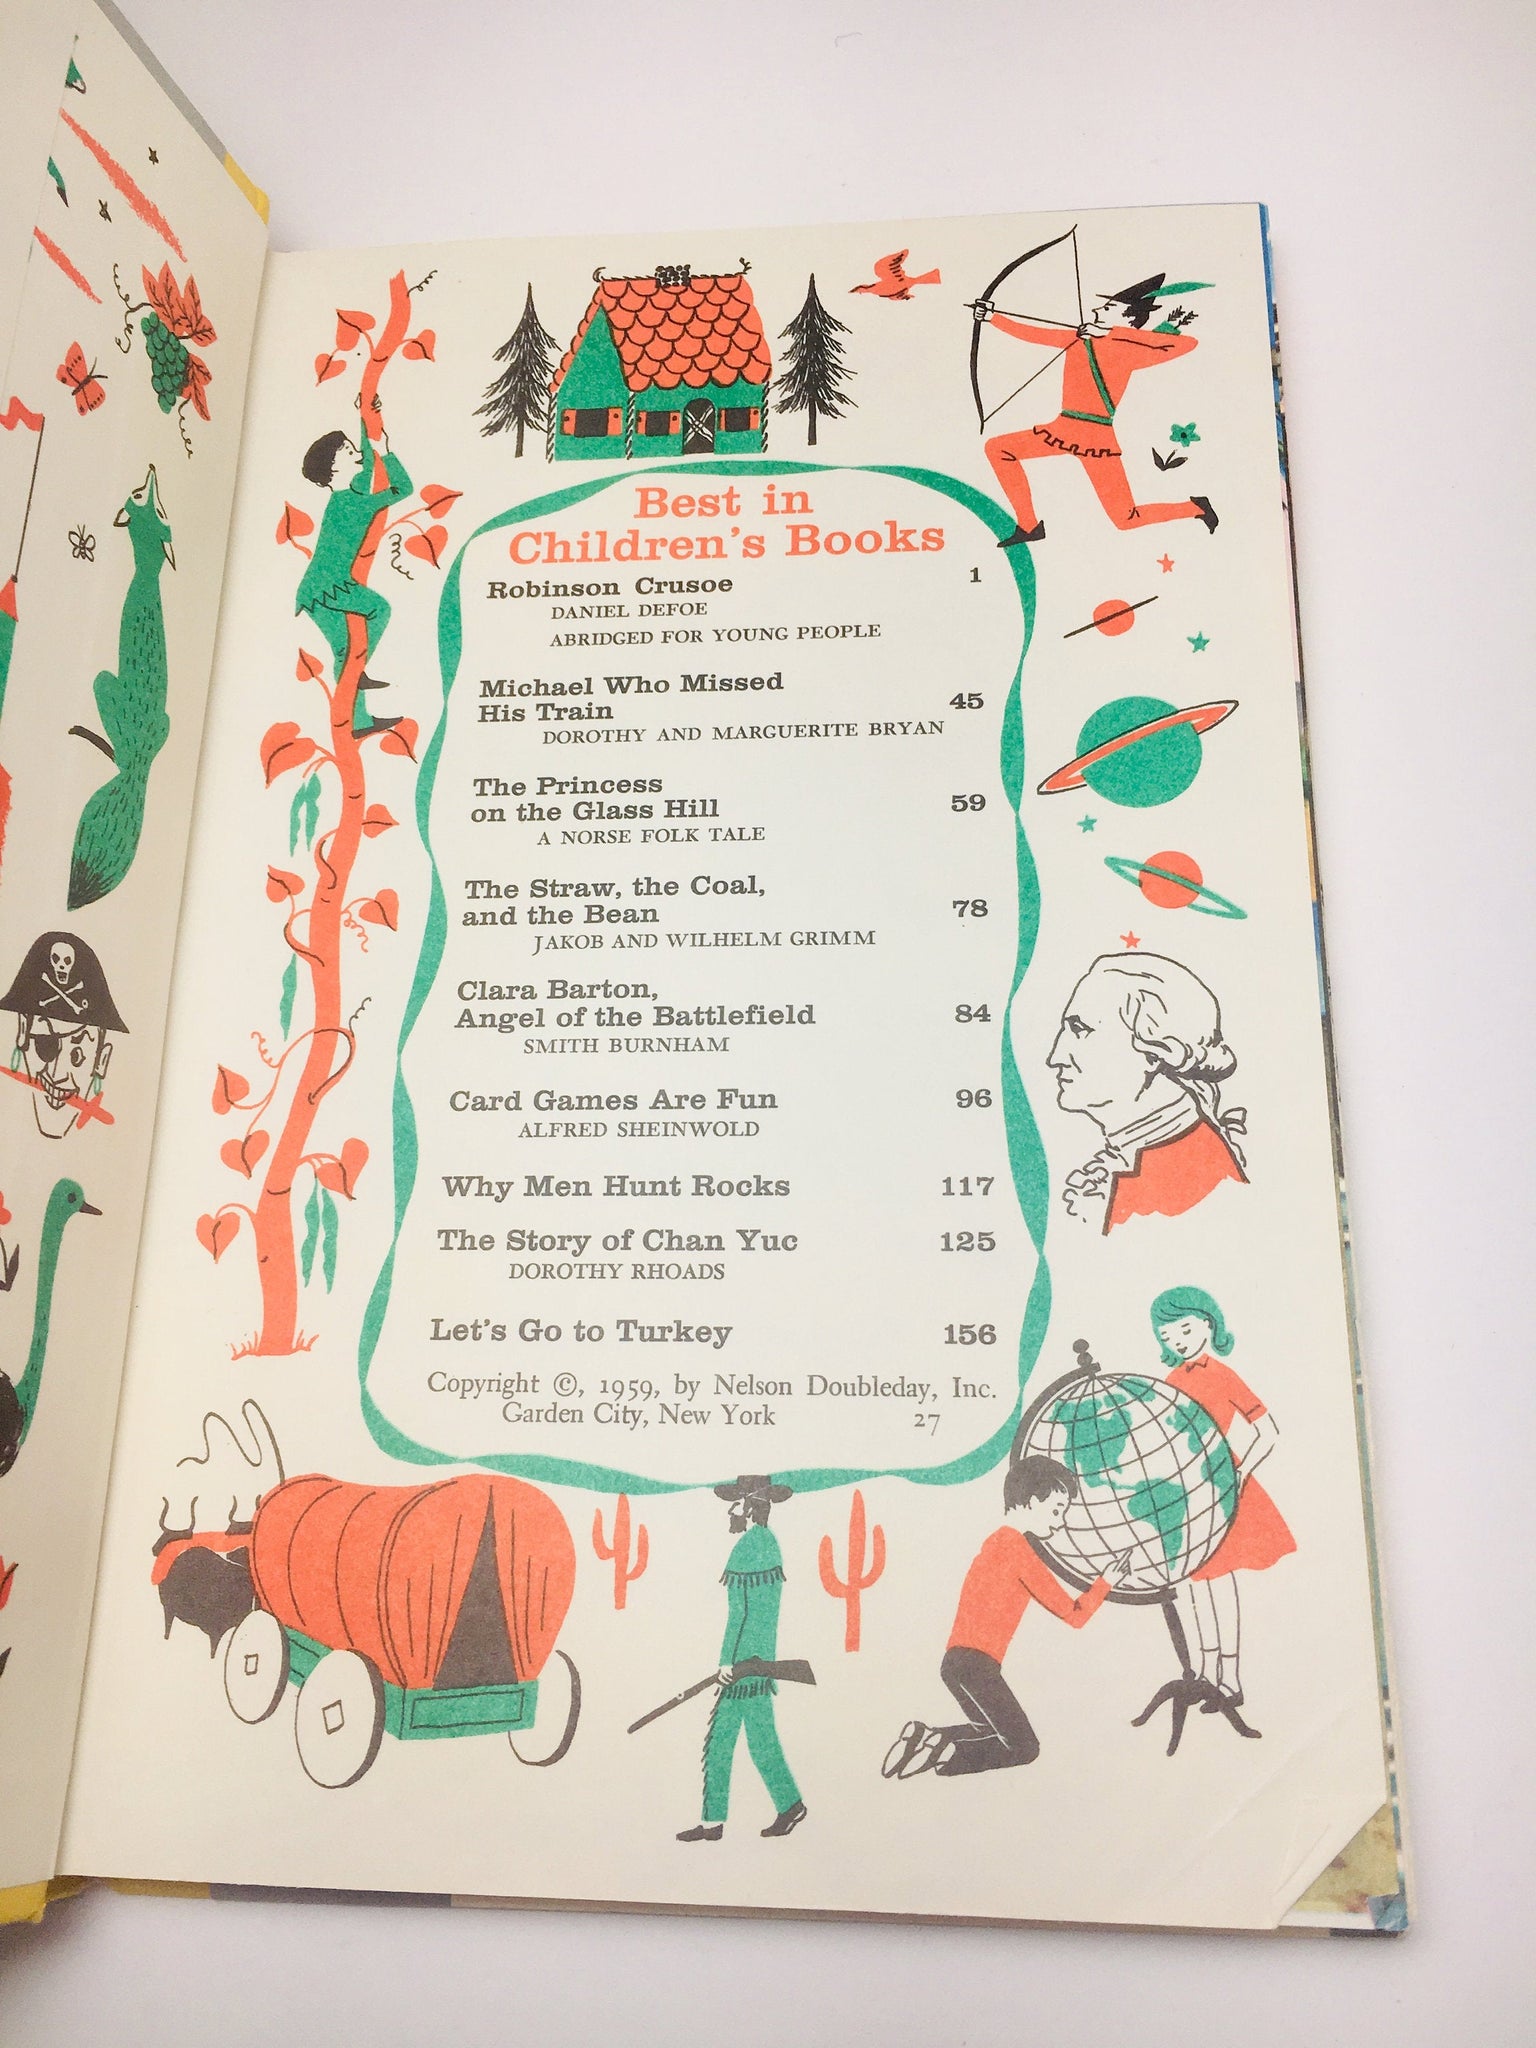 Best in
Children's Books
Robinson Crusoe 1
DANIEL DEFOE
ABRIDGED FOR YOUNG PEOPLE
Michael Who Missed
His Train 45
DOROTHY AND MARGUERITE BRYAN
The Princess
on the Glass Hill 59
A NORSE FOLK TALE
The Straw, the Coal,
and the Bean 78
JAKOB AND WILHELM GRIMM
Clara Barton,
Angel of the Battlefield 84
SMITH BURNHAM
Card Games Are Fun 96
ALFRED SHEINWOLD
Why Men Hunt Rocks 117
The Story of Chan Yuc 125
DOROTHY RHOADS
Let's Go to Turkey 156
Copyright ©, 1959, by Nelson Doubleday, Inc.
Garden City, New York 27